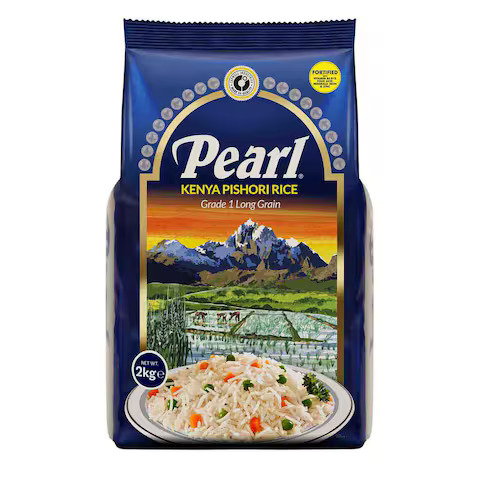 FORTIFIED
Pearl®
KENYA PISHORI RICE
Grade 1 Long Grain
NET WT.
2kg e